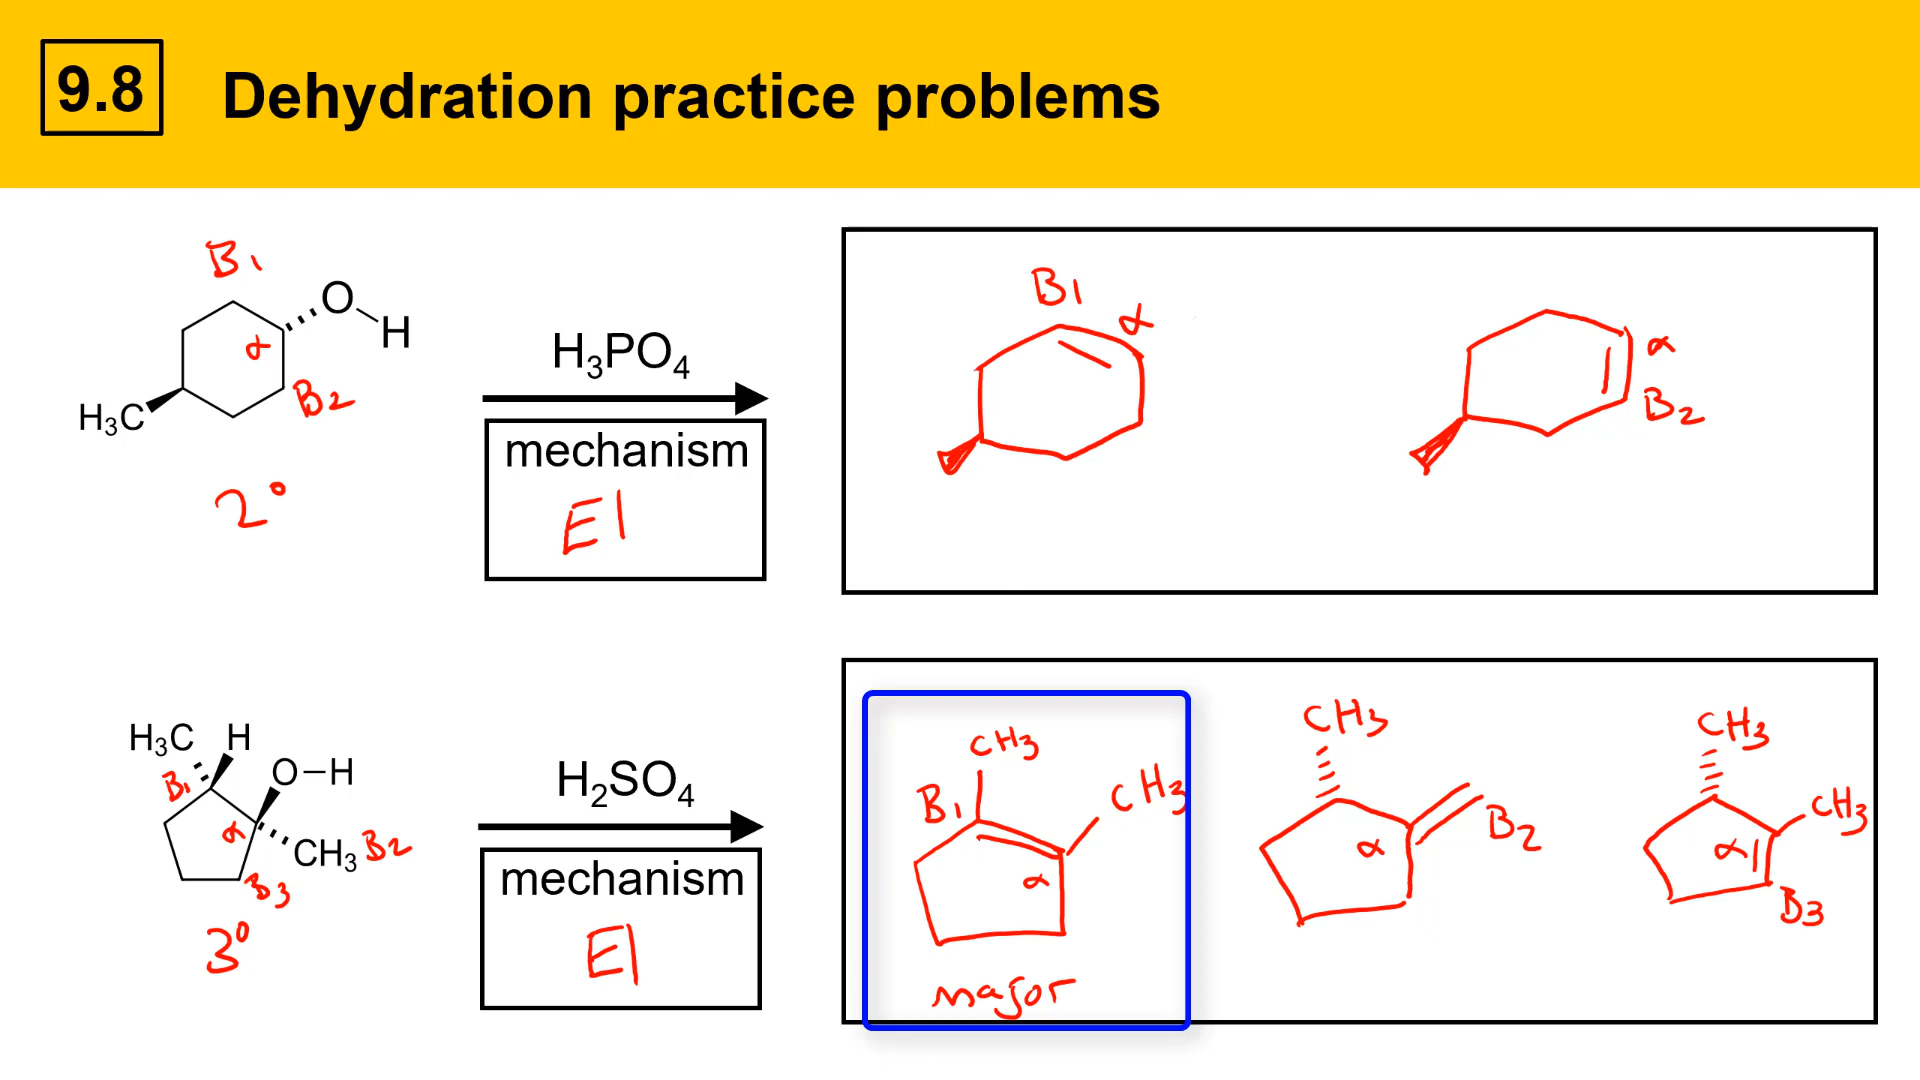 9.8
Dehydration practice problems
B1
O
H
α
B2
H3C
2°
H3PO4
mechanism
E1
B1
α
α
B2
H3C
H
B1
O–H
α
CH3
B2
B3
3°
H2SO4
mechanism
E1
CH3
B1
CH3
α
major
CH3
α
B2
CH3
CH3
α
B3